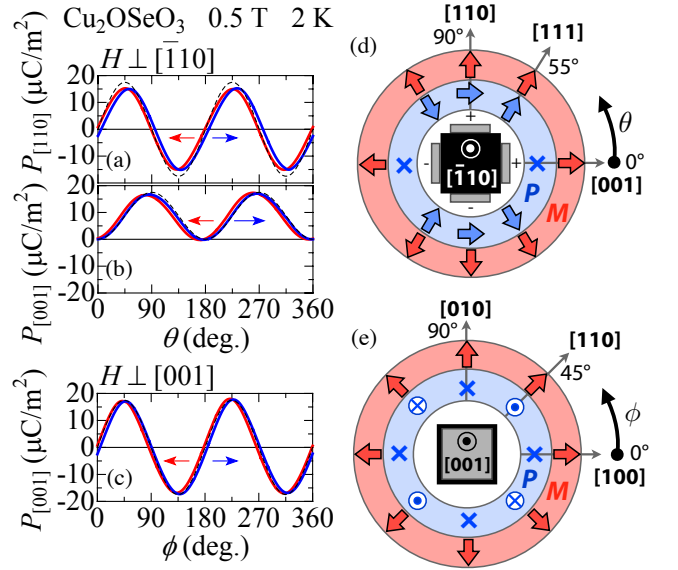 Cu₂OSeO₃ 0.5 T 2 K
H ⊥ [1̄10]
P[110] (μC/m²)
20
10
0
-10
-20
(a)
P[001] (μC/m²)
20
10
0
-10
-20
(b)
0 90 180 270 360
θ (deg.)
H ⊥ [001]
P[001] (μC/m²)
20
10
0
-10
-20
(c)
0 90 180 270 360
ϕ (deg.)
(d)
[110]
90°
[111]
55°
θ
0°
[001]
+
- +
-
[1̄10]
P
M
(e)
[010]
90°
[110]
45°
ϕ
0°
[100]
[001]
P
M